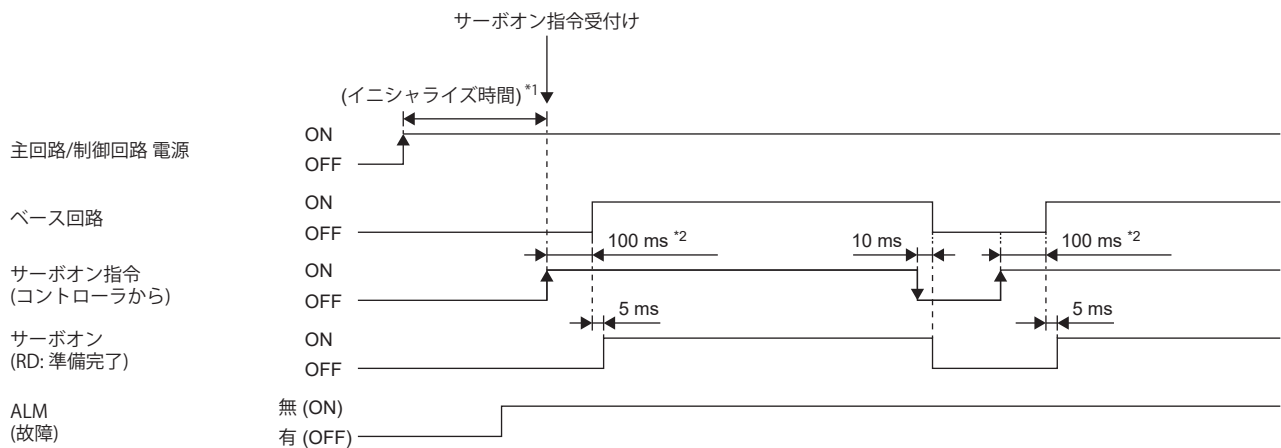 サーボオン指令受付け
(イニシャライズ時間) *1
主回路/制御回路 電源
ON
OFF
ベース回路
ON
OFF
100 ms *2
10 ms
100 ms *2
サーボオン指令
(コントローラから)
ON
OFF
5 ms
5 ms
サーボオン
(RD: 準備完了)
ON
OFF
ALM
(故障)
無 (ON)
有 (OFF)